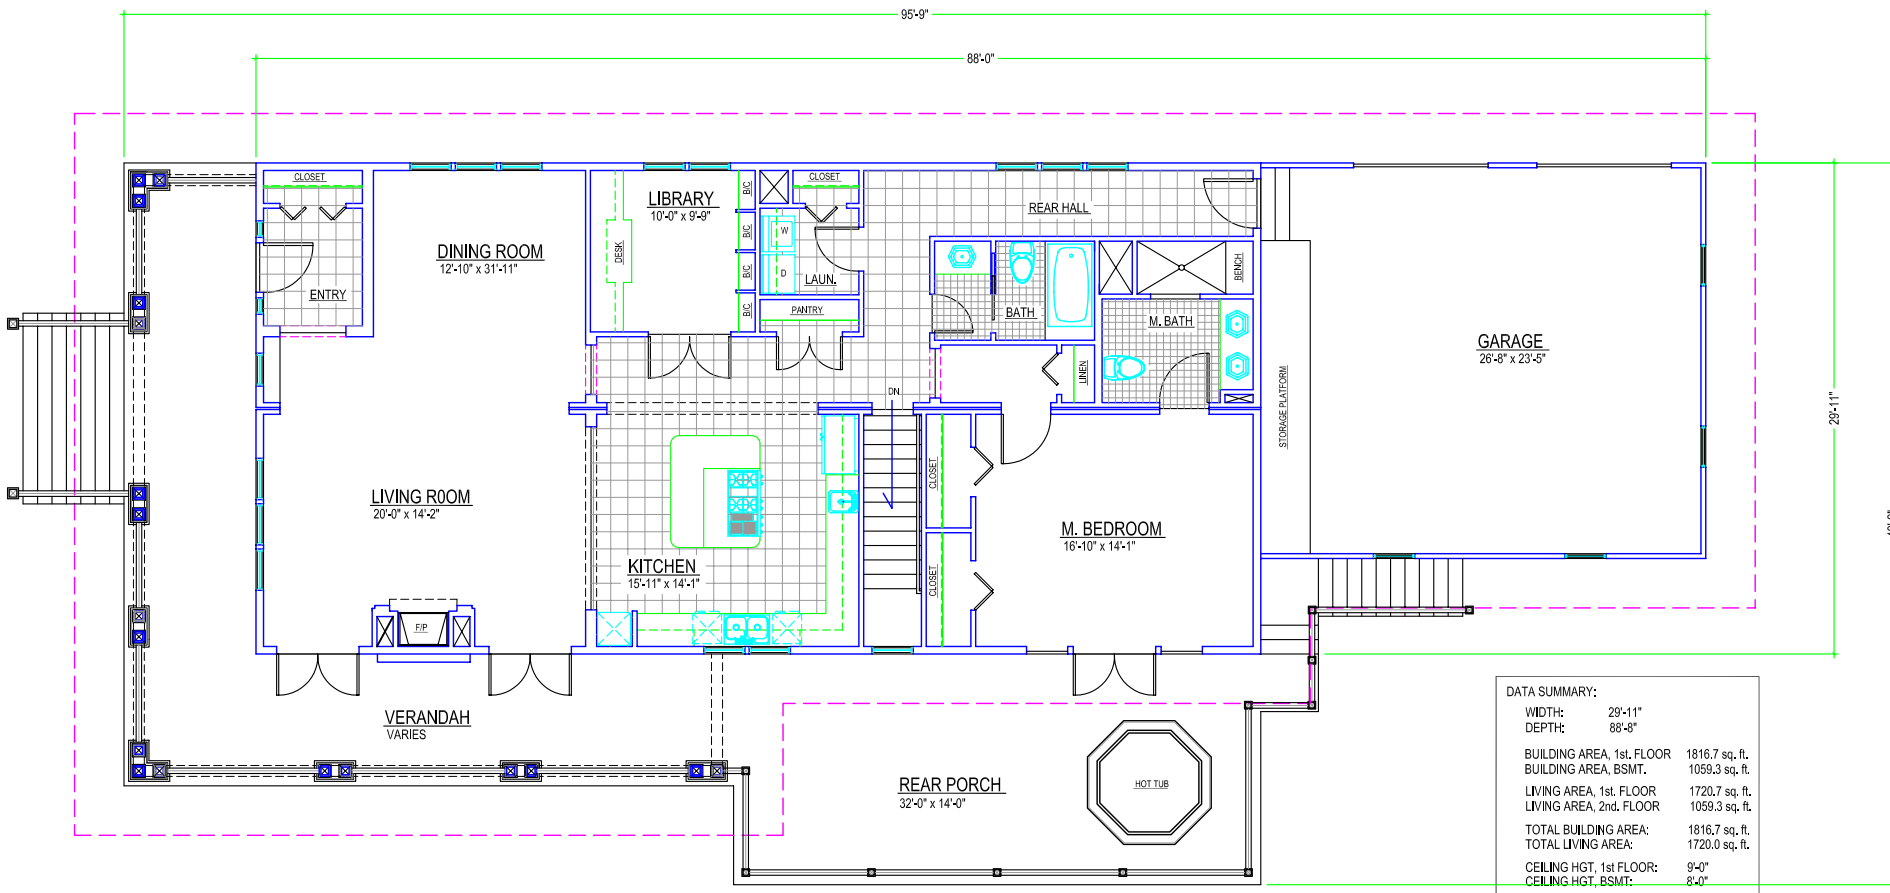 95'-9"
88'-0"
CLOSET
LIBRARY
10'-0" x 9'-9"
B/C
CLOSET
REAR HALL
DINING ROOM
12'-10" x 31'-11"
DESK
B/C
W
B/C
D
LAUN.
BENCH
ENTRY
B/C
PANTRY
BATH
M. BATH
GARAGE
26'-8" x 23'-5"
LINEN
DN
STORAGE PLATFORM
29'-11"
CLOSET
LIVING ROOM
20'-0" x 14'-2"
M. BEDROOM
16'-10" x 14'-1"
KITCHEN
15'-11" x 14'-1"
CLOSET
F/P
VERANDAH
VARIES
REAR PORCH
32'-0" x 14'-0"
HOT TUB
DATA SUMMARY:
WIDTH: 29'-11"
DEPTH: 88'-8"
BUILDING AREA, 1st. FLOOR 1816.7 sq. ft.
BUILDING AREA, BSMT. 1059.3 sq. ft.
LIVING AREA, 1st. FLOOR 1720.7 sq. ft.
LIVING AREA, 2nd. FLOOR 1059.3 sq. ft.
TOTAL BUILDING AREA: 1816.7 sq. ft.
TOTAL LIVING AREA: 1720.0 sq. ft.
CEILING HGT, 1st FLOOR: 9'-0"
CEILING HGT, BSMT: 8'-0"